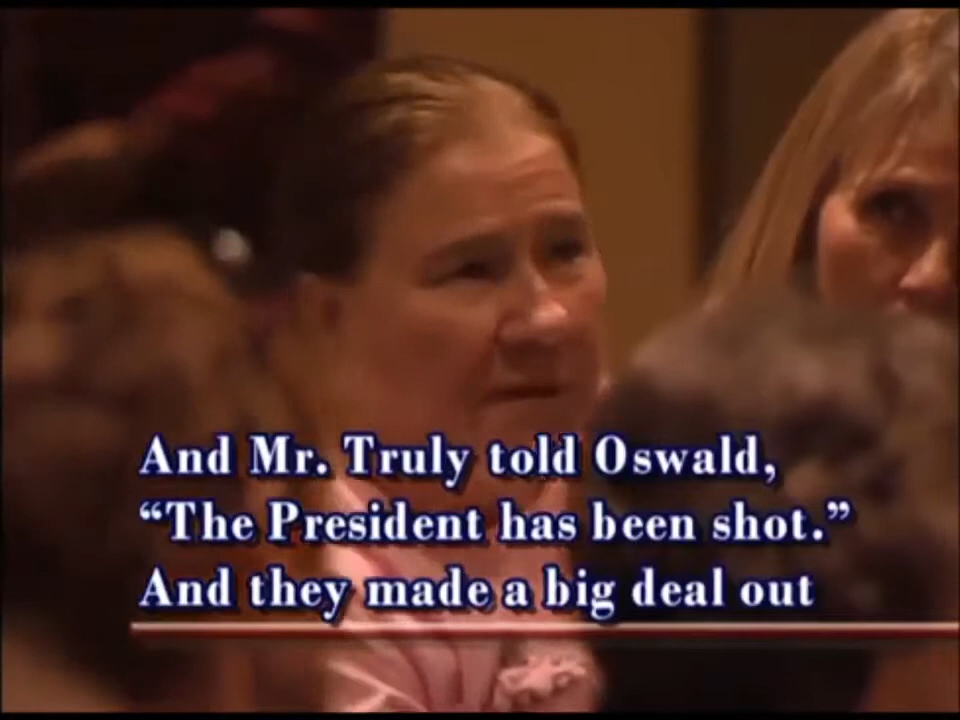 And Mr. Truly told Oswald,
“The President has been shot.”
And they made a big deal out